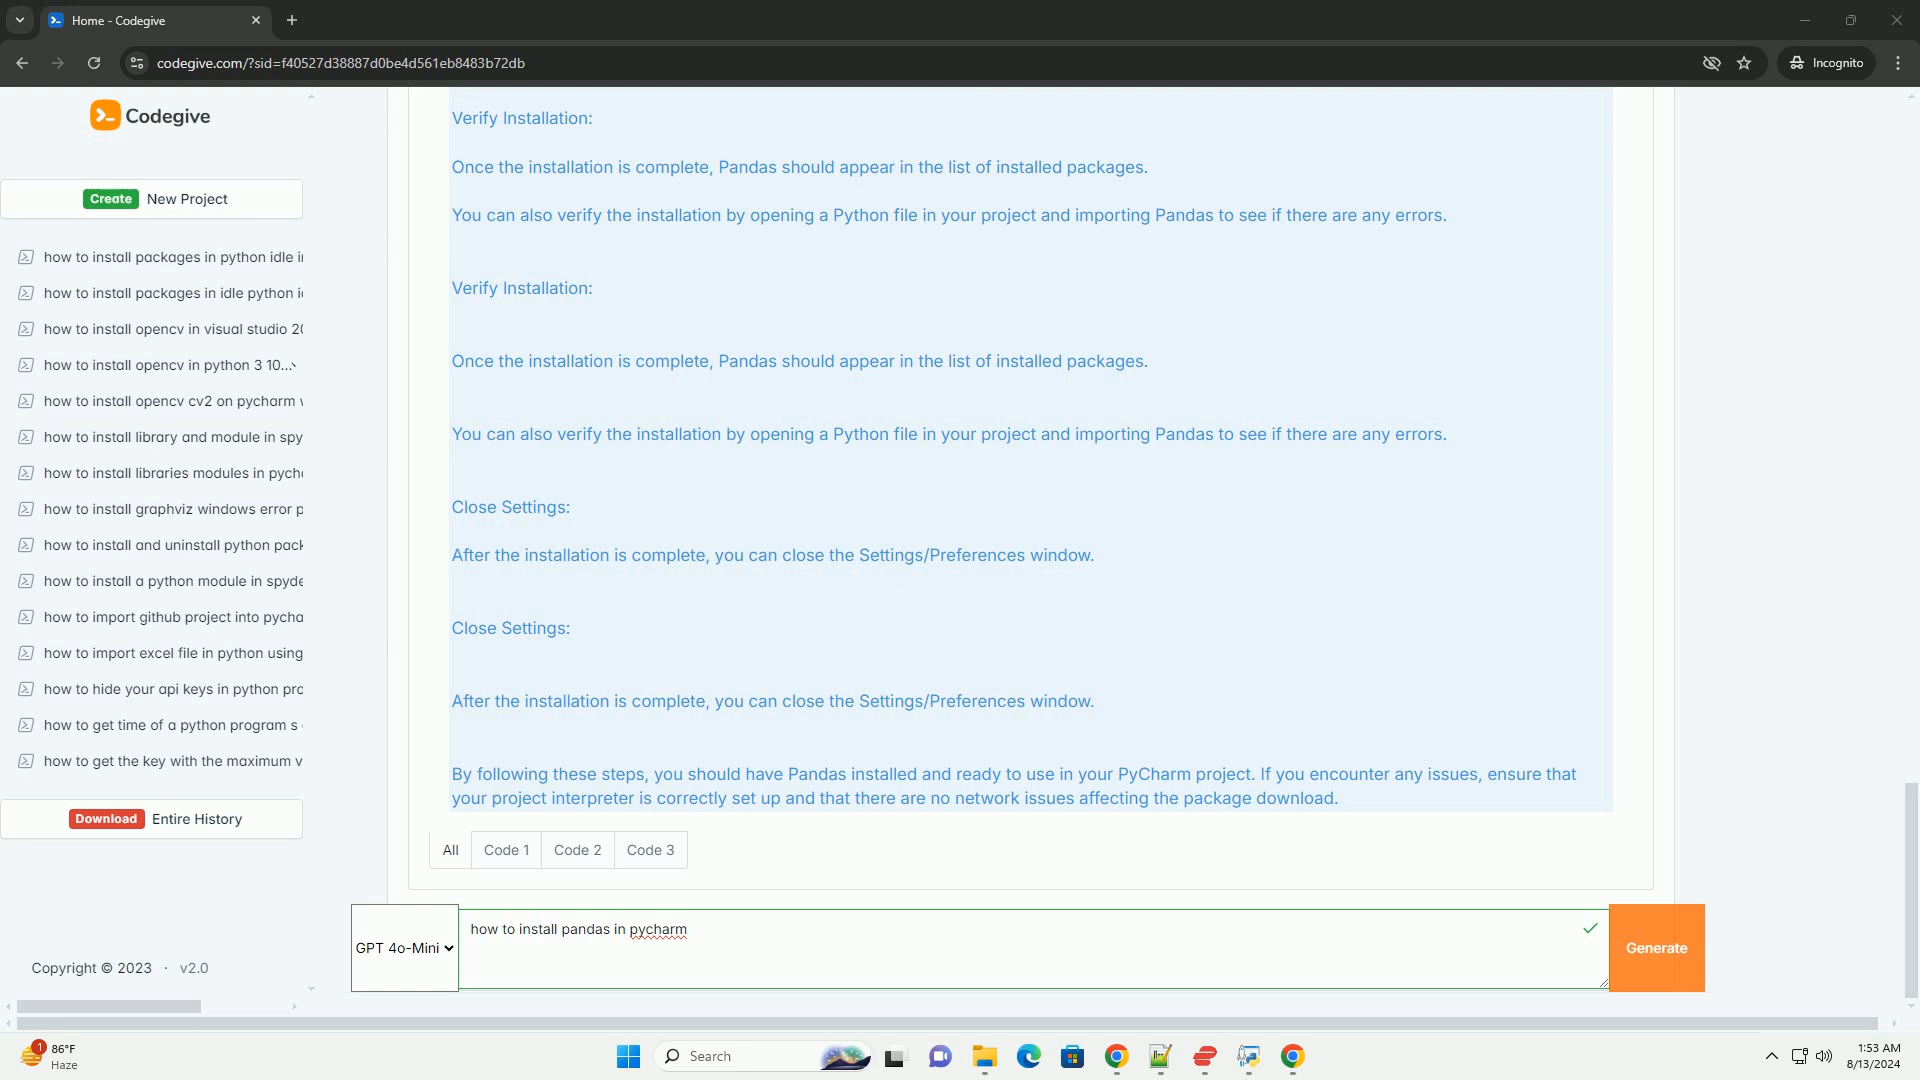 Home - Codegive
codegive.com/?sid=f40527d38887d0be4d561eb8483b72db
Incognito
Codegive
Create New Project
how to install packages in python idle i
how to install packages in idle python i
how to install opencv in visual studio 20
how to install opencv in python 3 10...
how to install opencv cv2 on pycharm
how to install library and module in spy
how to install libraries modules in pych
how to install graphviz windows error p
how to install and uninstall python pack
how to install a python module in spyde
how to import github project into pycha
how to import excel file in python using
how to hide your api keys in python pro
how to get time of a python program s
how to get the key with the maximum v
Download Entire History
Copyright © 2023 · v2.0
Verify Installation:
Once the installation is complete, Pandas should appear in the list of installed packages.
You can also verify the installation by opening a Python file in your project and importing Pandas to see if there are any errors.
Verify Installation:
Once the installation is complete, Pandas should appear in the list of installed packages.
You can also verify the installation by opening a Python file in your project and importing Pandas to see if there are any errors.
Close Settings:
After the installation is complete, you can close the Settings/Preferences window.
Close Settings:
After the installation is complete, you can close the Settings/Preferences window.
By following these steps, you should have Pandas installed and ready to use in your PyCharm project. If you encounter any issues, ensure that
your project interpreter is correctly set up and that there are no network issues affecting the package download.
All Code 1 Code 2 Code 3
GPT 4o-Mini
how to install pandas in pycharm
Generate
1
86°F
Haze
Search
1:53 AM
8/13/2024